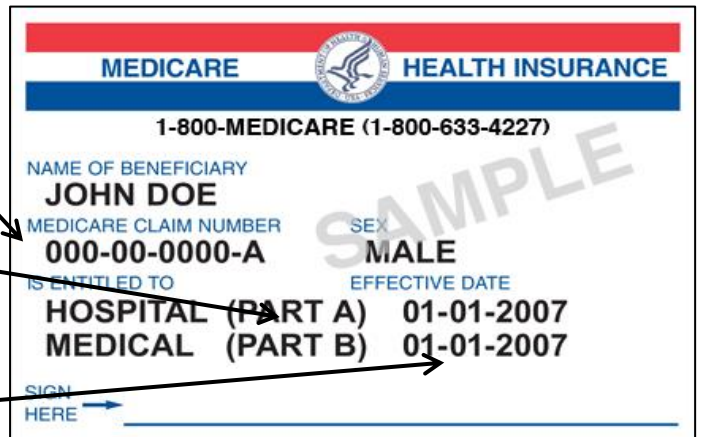 MEDICARE HEALTH INSURANCE
1-800-MEDICARE (1-800-633-4227)
NAME OF BENEFICIARY
JOHN DOE
MEDICARE CLAIM NUMBER SEX
000-00-0000-A MALE
IS ENTITLED TO EFFECTIVE DATE
HOSPITAL (PART A) 01-01-2007
MEDICAL (PART B) 01-01-2007
SIGN
HERE
SAMPLE